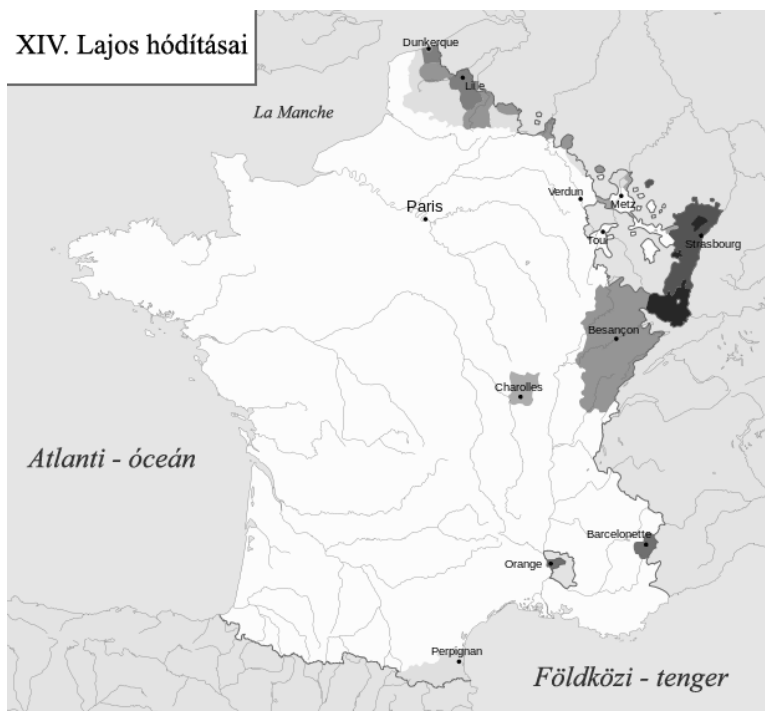 XIV. Lajos hódításai
Dunkerque
Lille
La Manche
Verdun
Metz
Paris
Toul
Strasbourg
Besançon
Charolles
Atlanti - óceán
Barcelonette
Orange
Perpignan
Földközi - tenger